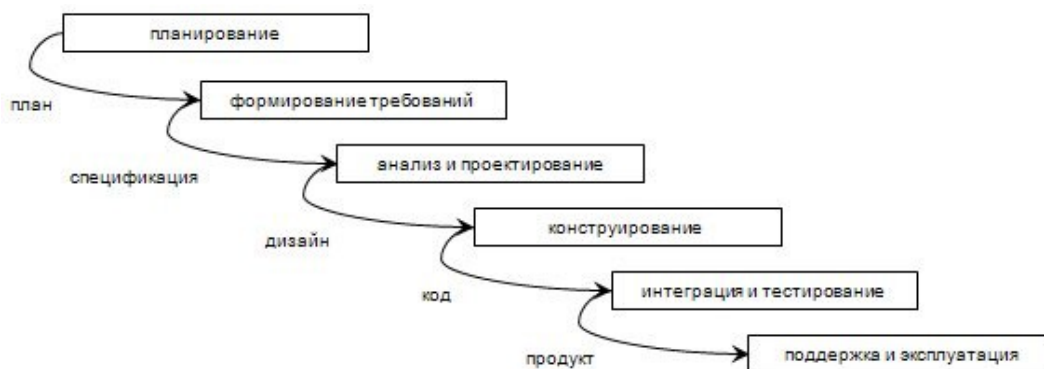 планирование
план
формирование требований
спецификация
анализ и проектирование
дизайн
конструирование
код
интеграция и тестирование
продукт
поддержка и эксплуатация